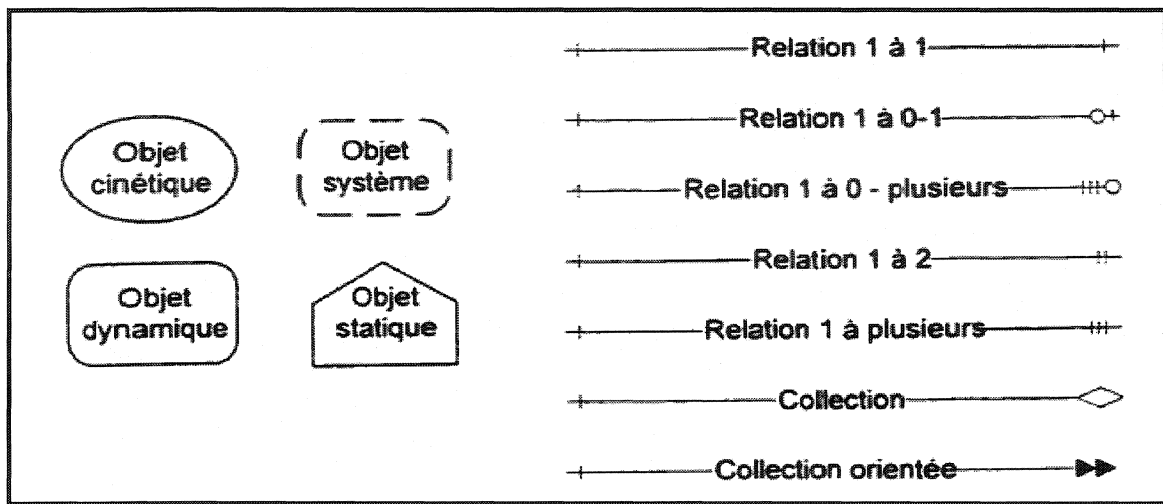 Objet
cinétique
Objet
système
Objet
dynamique
Objet
statique
Relation 1 à 1
Relation 1 à 0-1
Relation 1 à 0 - plusieurs
Relation 1 à 2
Relation 1 à plusieurs
Collection
Collection orientée